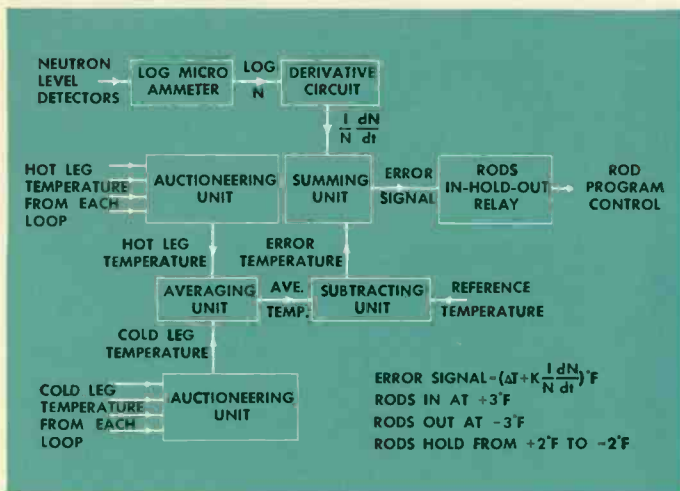 NEUTRON
LEVEL
DETECTORS
LOG MICRO
AMMETER
LOG
N
DERIVATIVE
CIRCUIT
1/N dN/dt
HOT LEG
TEMPERATURE
FROM EACH
LOOP
AUCTIONEERING
UNIT
SUMMING
UNIT
ERROR
SIGNAL
RODS
IN-HOLD-OUT
RELAY
ROD
PROGRAM
CONTROL
HOT LEG
TEMPERATURE
ERROR
TEMPERATURE
AVERAGING
UNIT
AVE.
TEMP.
SUBTRACTING
UNIT
REFERENCE
TEMPERATURE
COLD LEG
TEMPERATURE
COLD LEG
TEMPERATURE
FROM EACH
LOOP
AUCTIONEERING
UNIT
ERROR SIGNAL=(ΔT+K 1/N dN/dt)°F
RODS IN AT +3°F
RODS OUT AT -3°F
RODS HOLD FROM +2°F TO -2°F